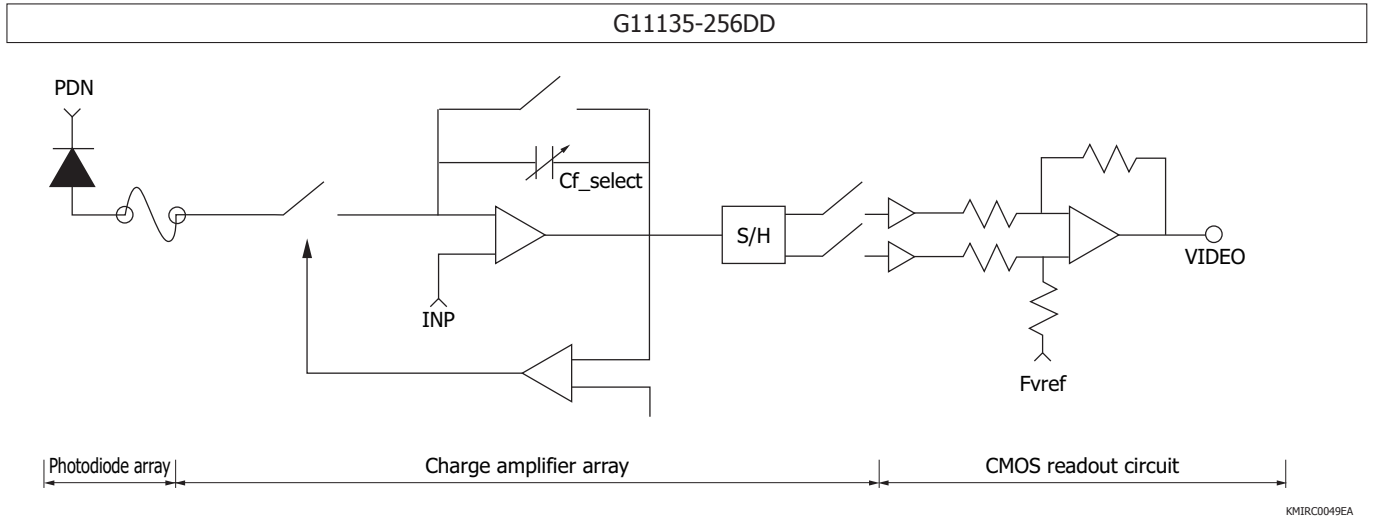 G11135-256DD
PDN
Cf_select
S/H
VIDEO
INP
Fvref
Photodiode array
Charge amplifier array
CMOS readout circuit
KMIRC0049EA